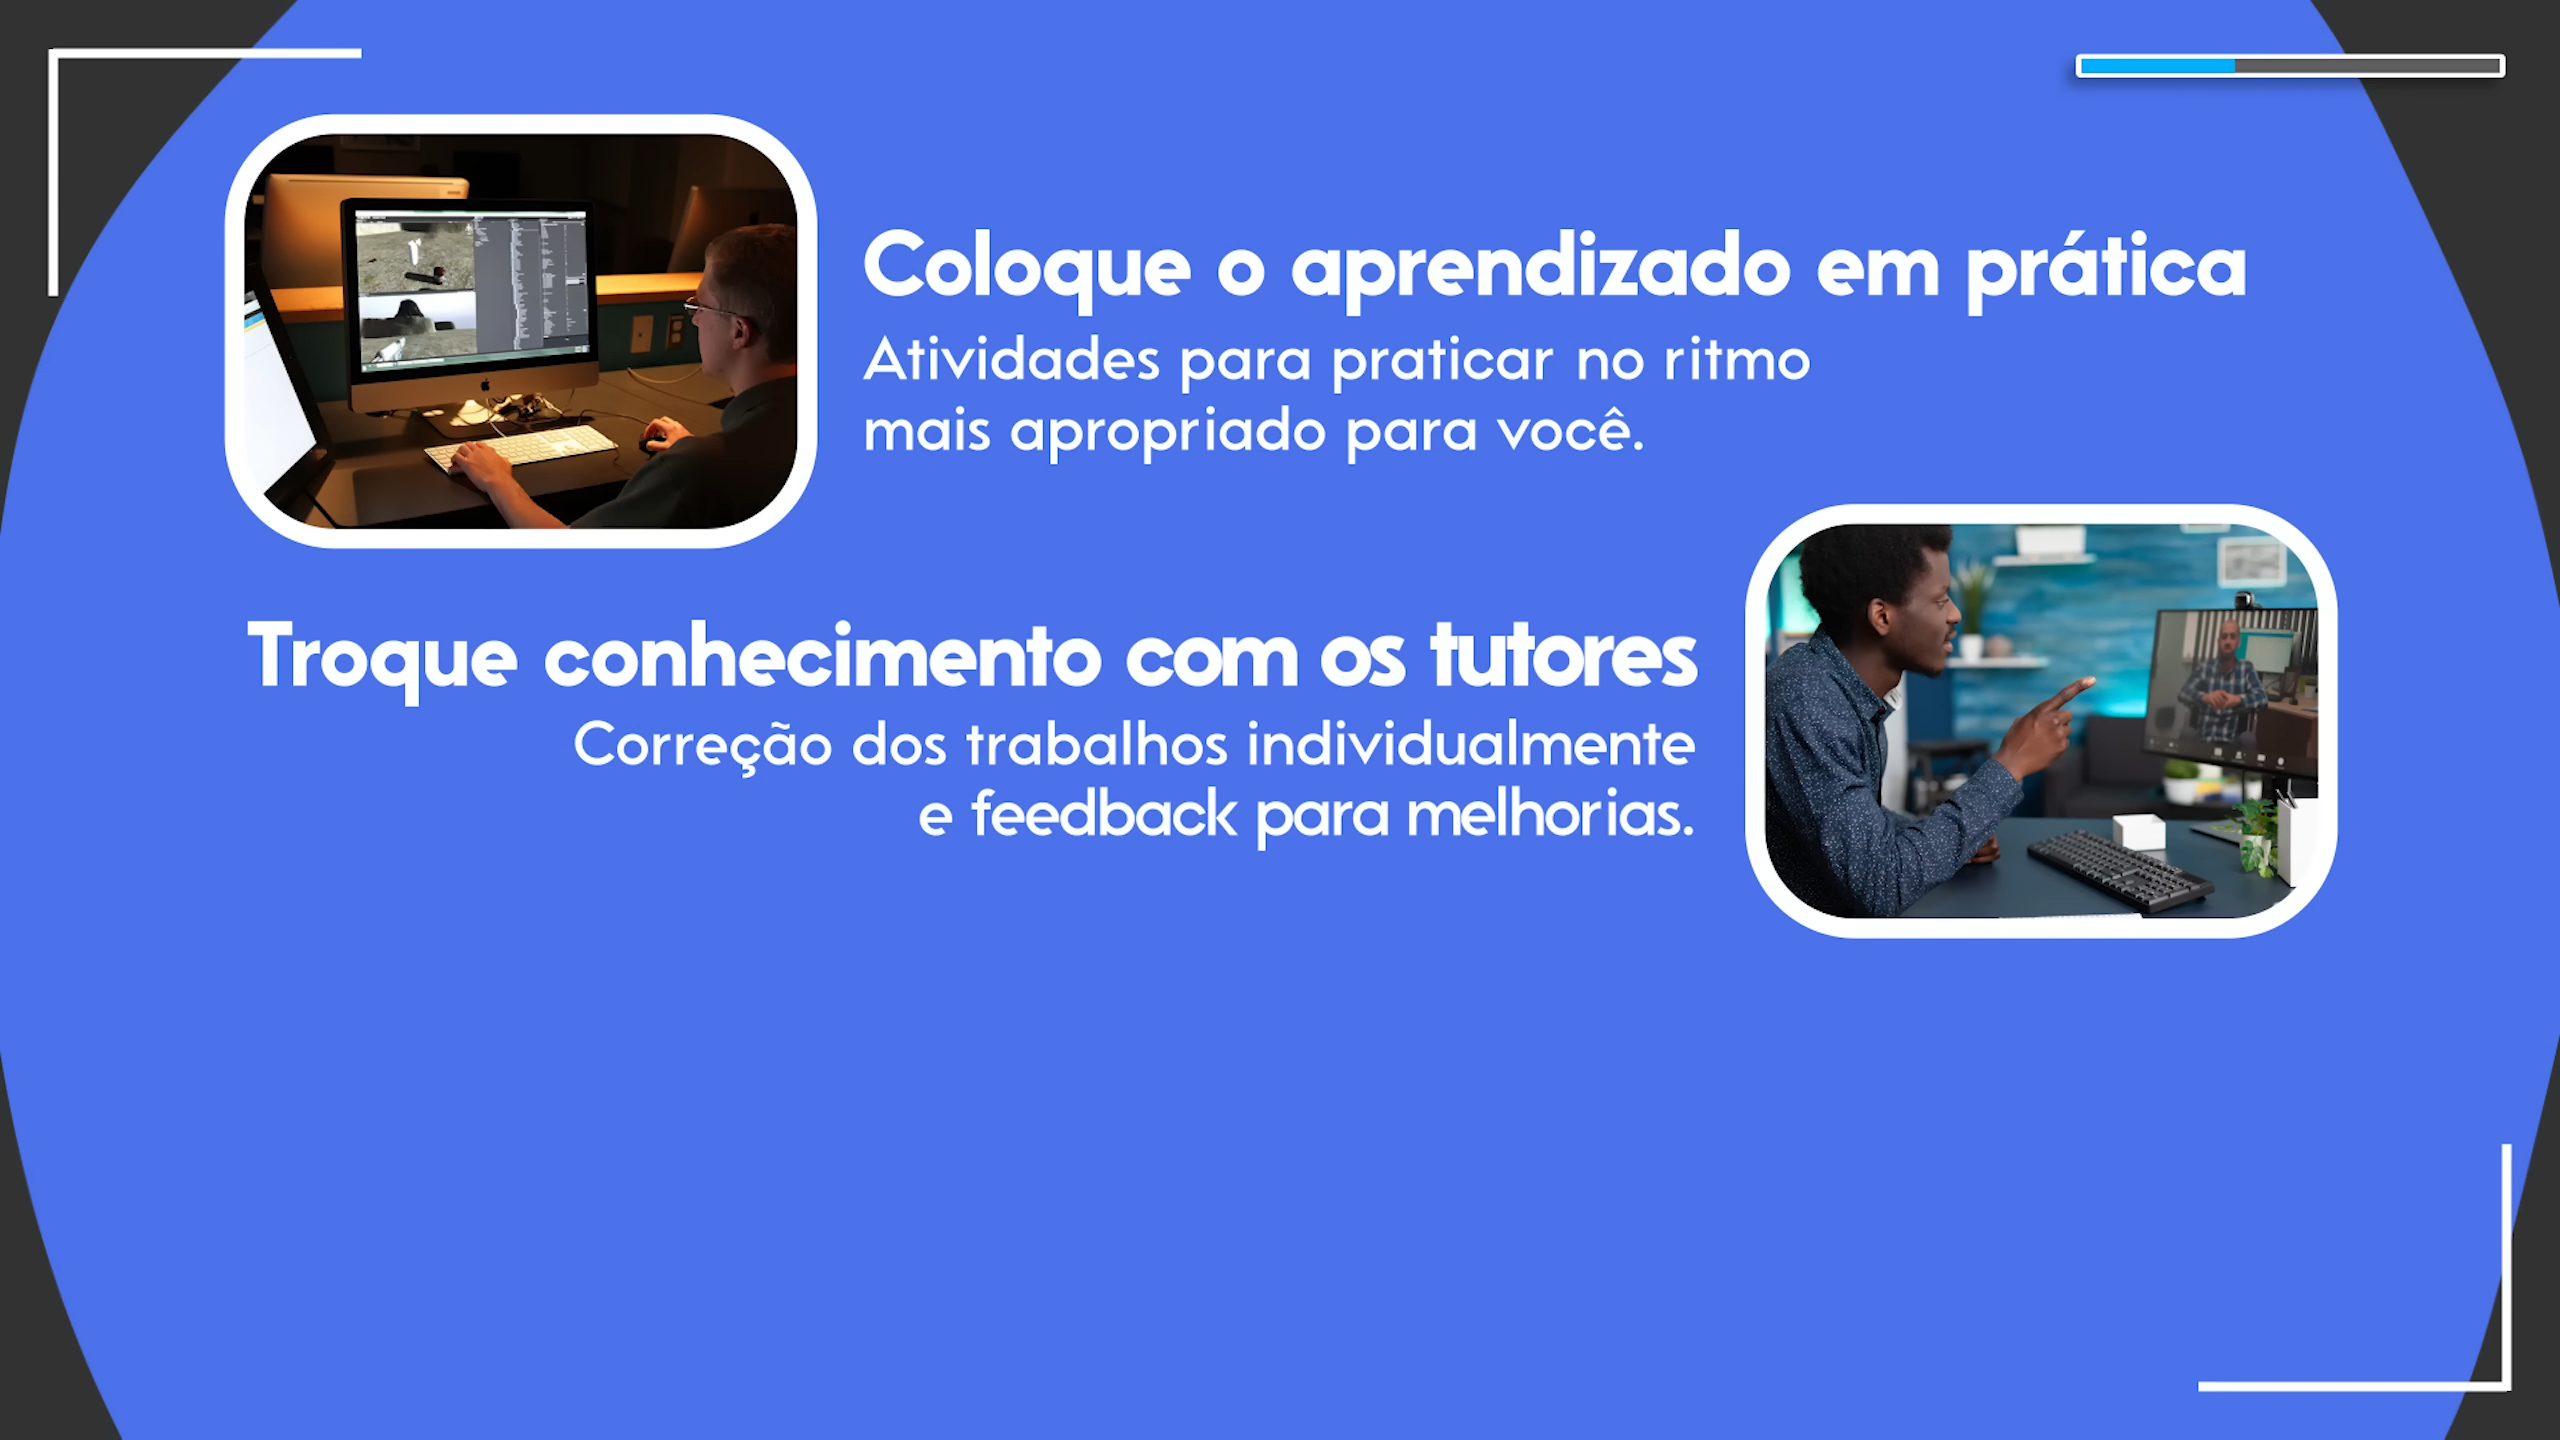 Coloque o aprendizado em prática
Atividades para praticar no ritmo
mais apropriado para você.
Troque conhecimento com os tutores
Correção dos trabalhos individualmente
e feedback para melhorias.